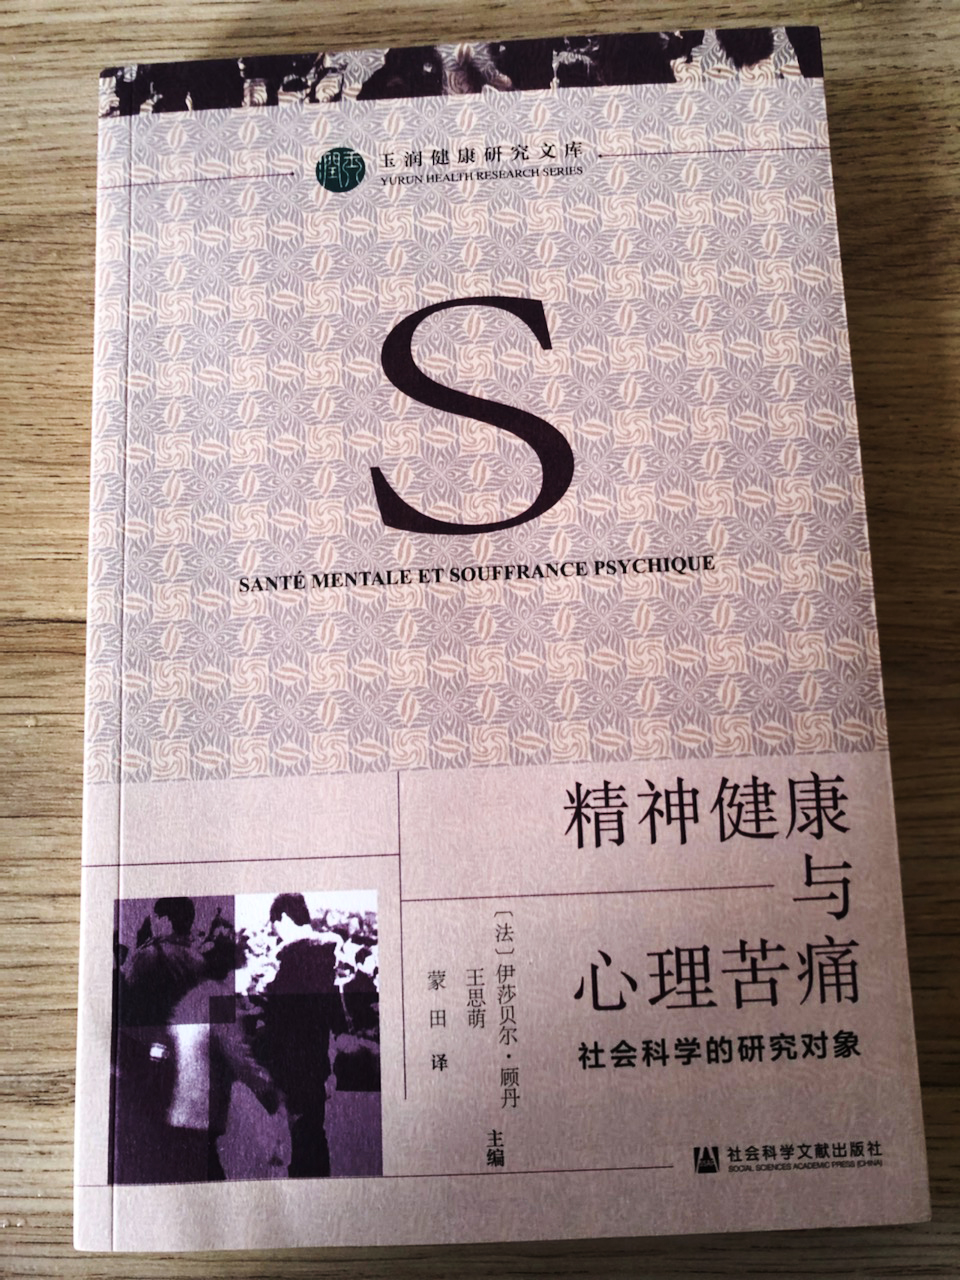 玉润健康研究文库
YURUN HEALTH RESEARCH SERIES
S
SANTÉ MENTALE ET SOUFFRANCE PSYCHIQUE
精神健康
与
心理苦痛
社会科学的研究对象
〔法〕伊莎贝尔·顾丹
王思萌
主编
蒙田 译
社会科学文献出版社
SOCIAL SCIENCES ACADEMIC PRESS (CHINA)